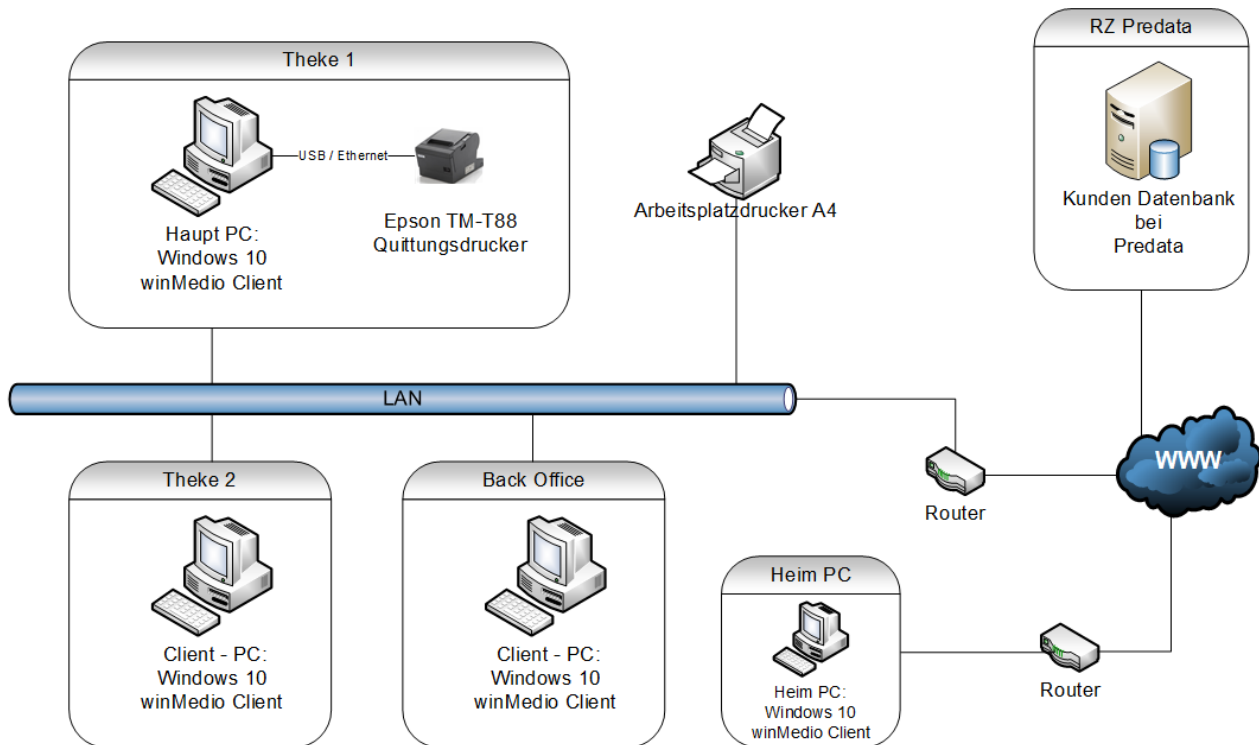 Theke 1
USB / Ethernet
Haupt PC:
Windows 10
winMedio Client
Epson TM-T88
Quittungsdrucker
Arbeitsplatzdrucker A4
RZ Predata
Kunden Datenbank
bei
Predata
LAN
Theke 2
Client - PC:
Windows 10
winMedio Client
Back Office
Client - PC:
Windows 10
winMedio Client
Router
WWW
Heim PC
Heim PC:
Windows 10
winMedio Client
Router